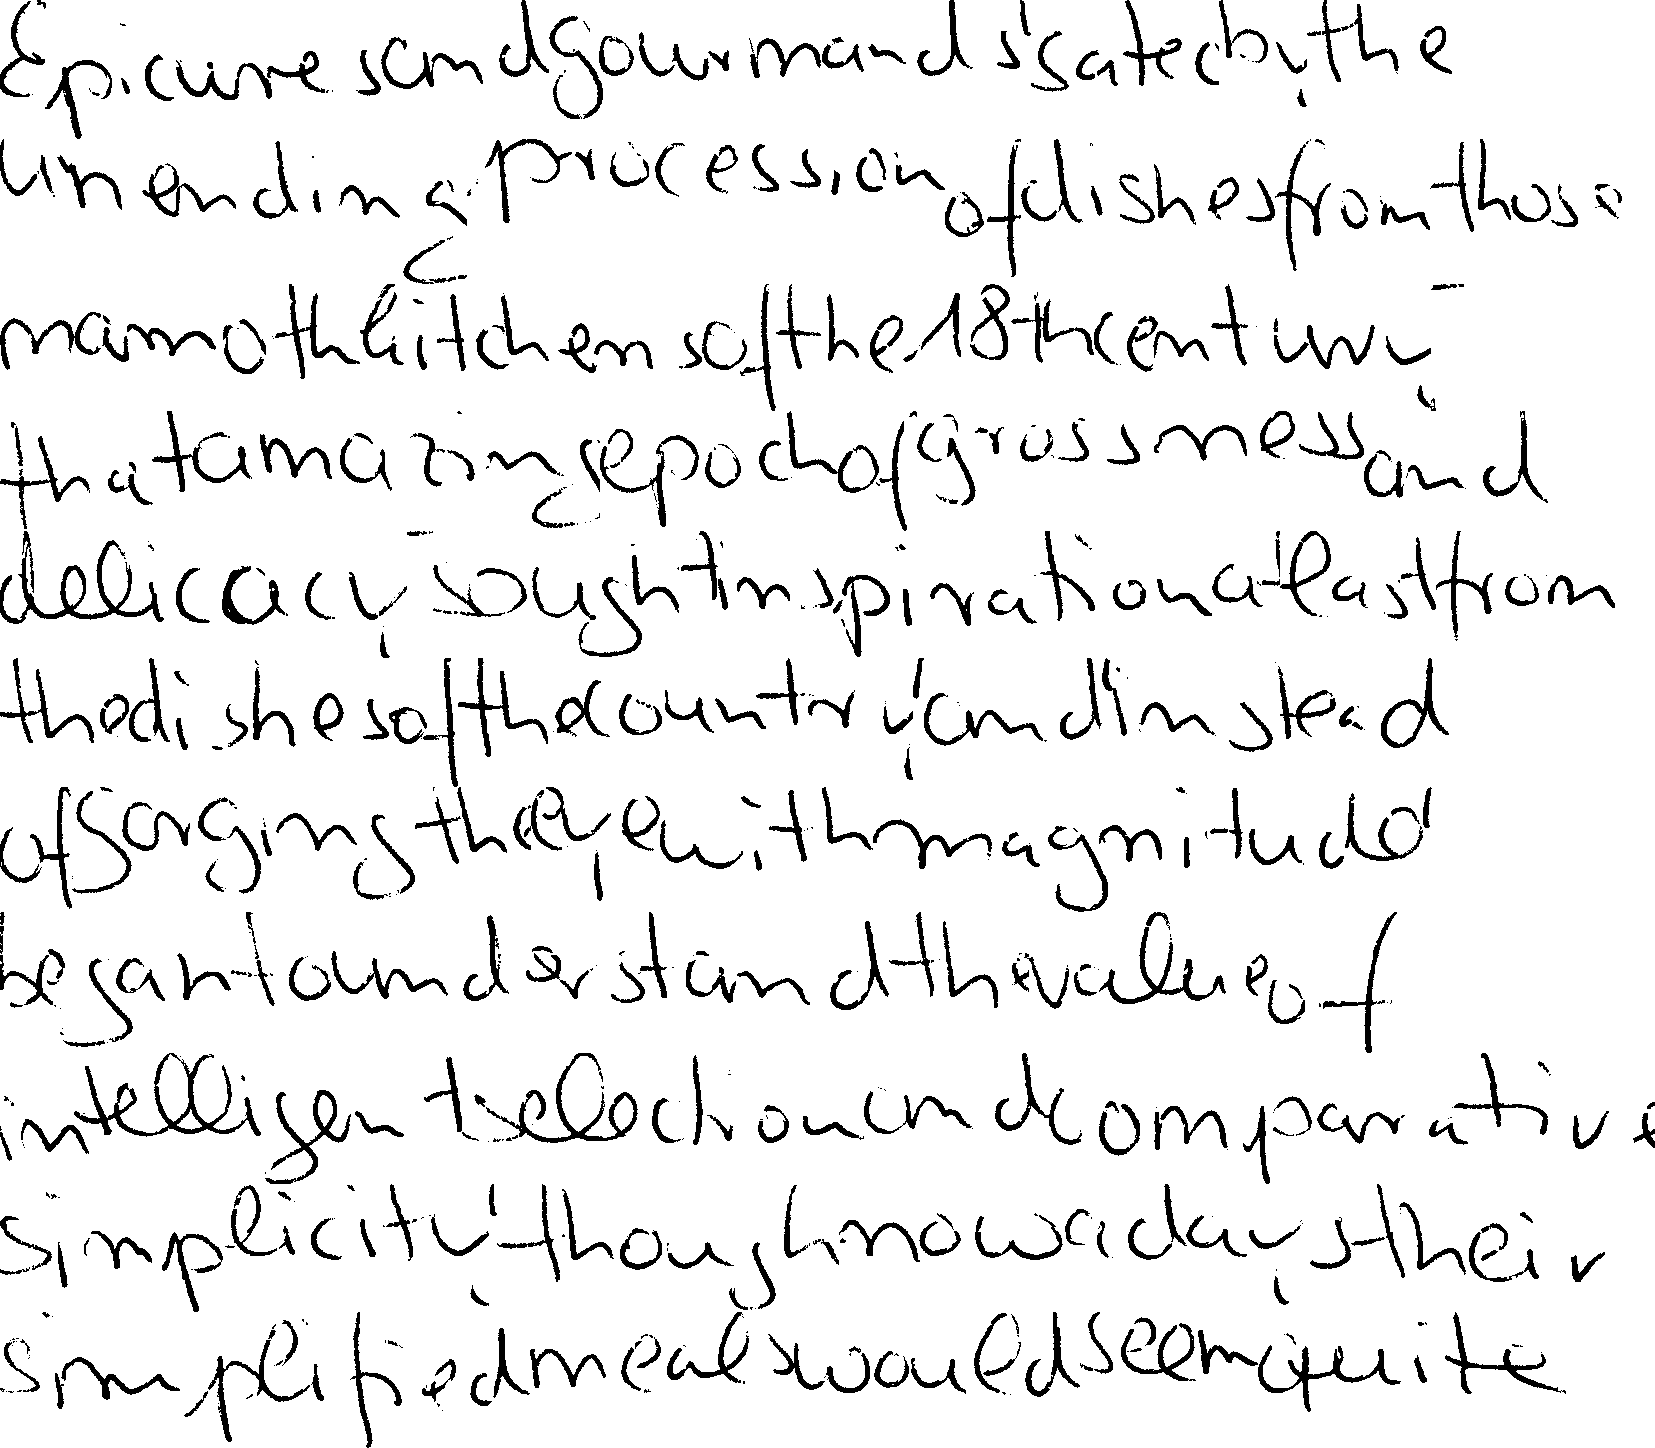 Epicures and gourmands' sated by the
unending procession of dishes from those
mamoth kitchens of the 18th century -
that amazing epoch of grossness and
delicacy - sought inspiration at last from
the dishes of the country' and' instead
of gorging the eye with magnitude'
began to understand the value of
intelligent selection and comparative
simplicity' though nowadays their
simplified meals would seem quite